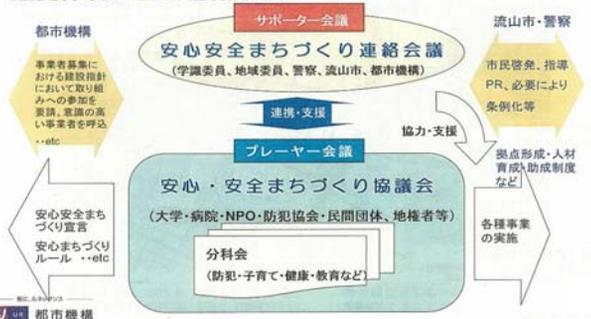 サポーター会議
都市機構
流山市・警察
安心安全まちづくり連絡会議
(学識委員、地域委員、警察、流山市、都市機構)
事業者募集に
おける建設指針
において取り組
みへの参加を
要請。意識の高
い事業者を呼込
・・etc
市民啓発、指導
PR、必要により
条例化等
連携・支援
協力・支援
プレーヤー会議
拠点形成・人材
育成・助成制度
など
安心・安全まちづくり協議会
(大学・病院・NPO・防犯協会・民間団体、地権者等)
安心安全まち
づくり宣言
安心まちづくり
ルール ・・etc
各種事業
の実施
分科会
(防犯・子育て・健康・教育など)
都市機構